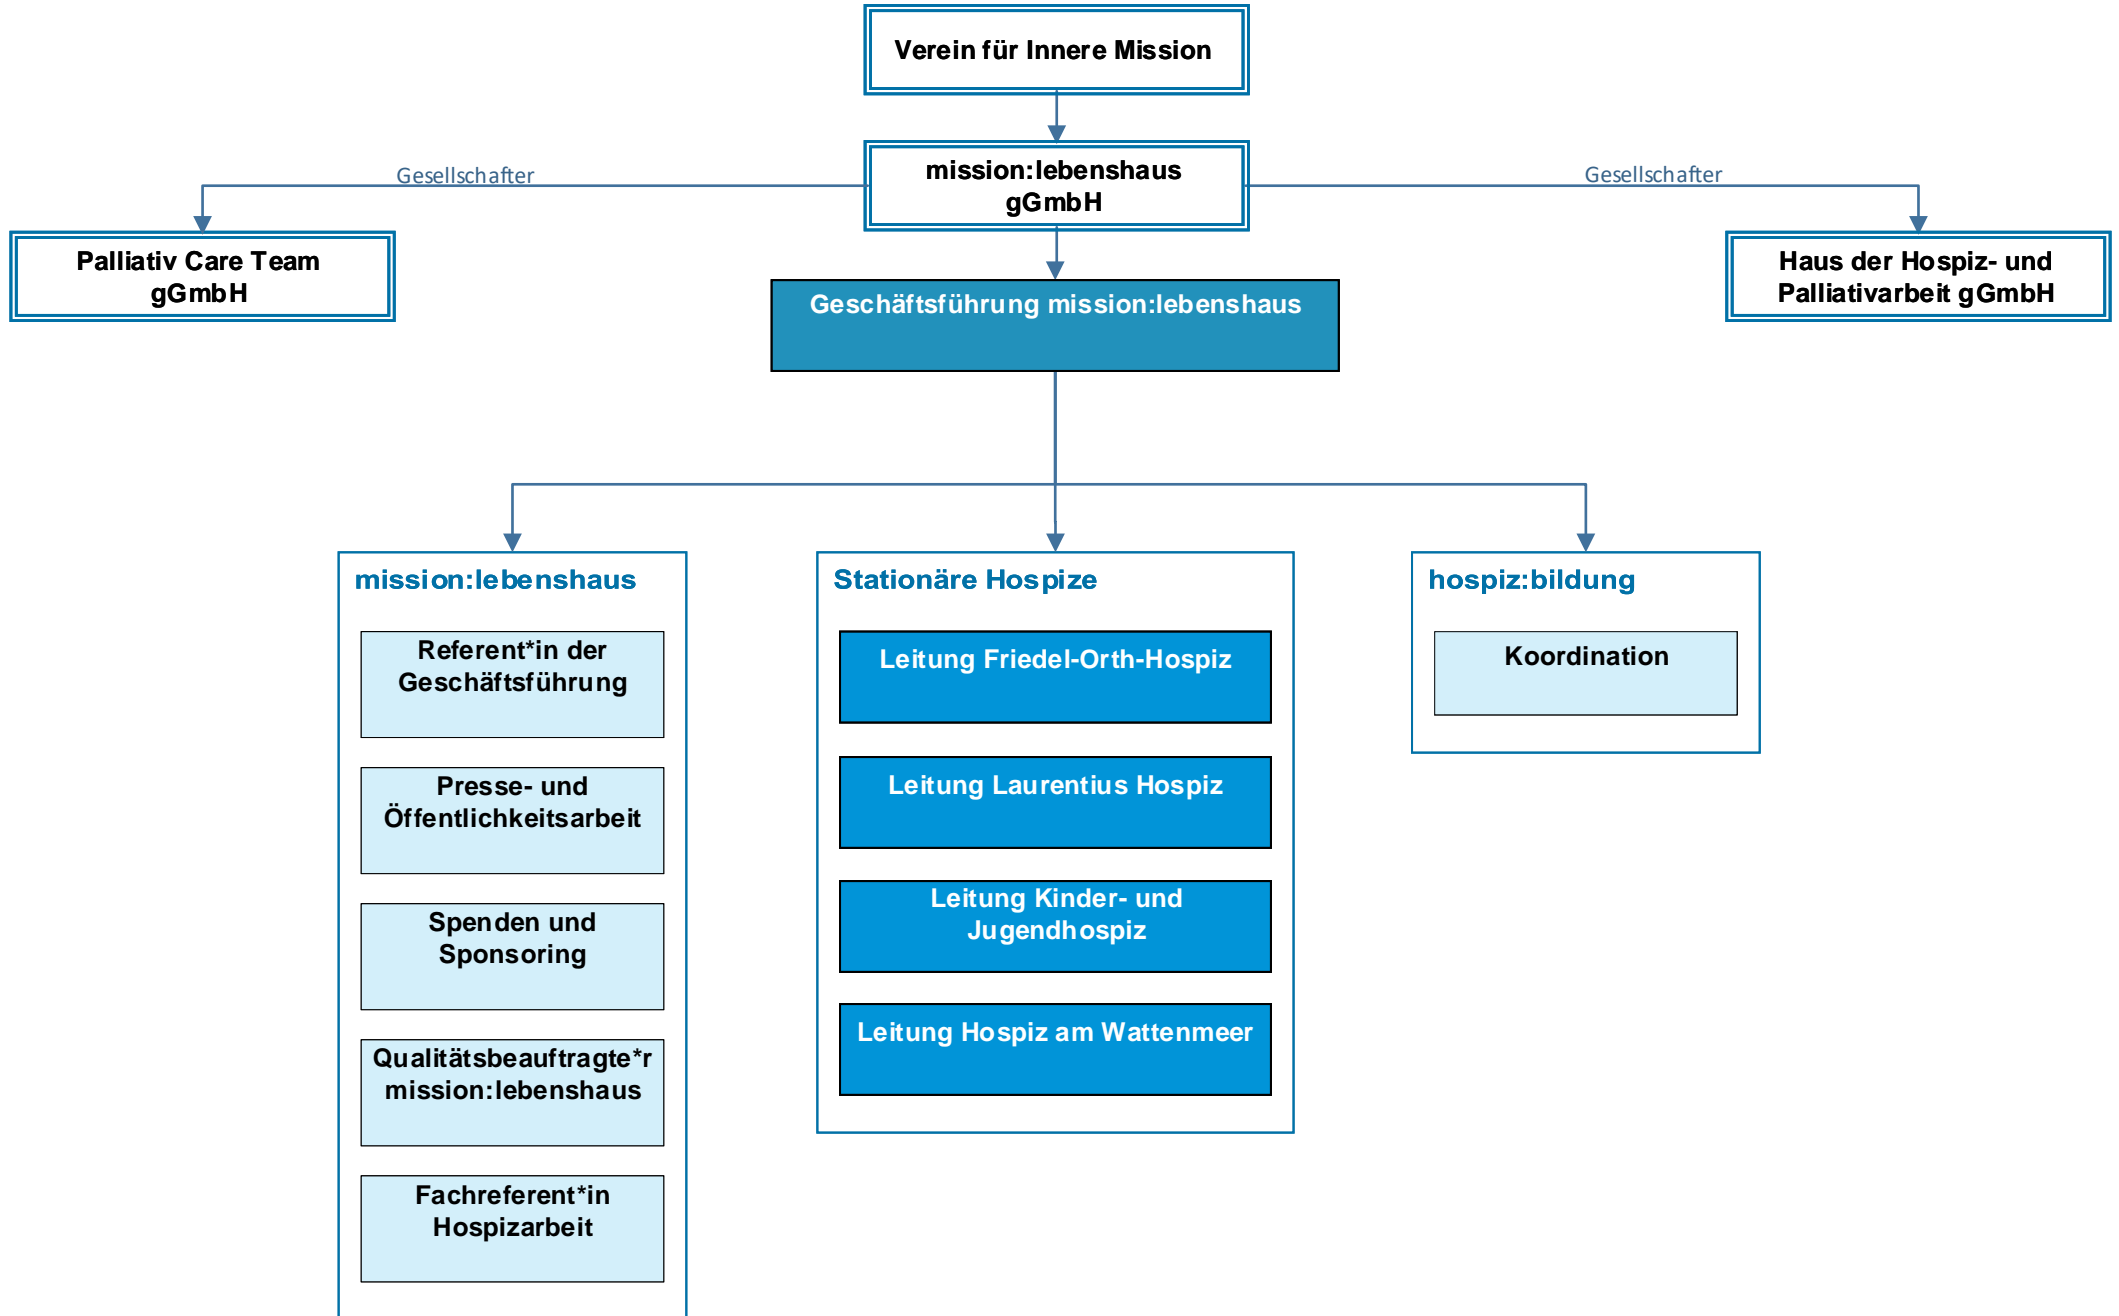 Verein für Innere Mission
mission:lebenshaus
gGmbH
Gesellschafter
Gesellschafter
Palliativ Care Team
gGmbH
Haus der Hospiz- und
Palliativarbeit gGmbH
Geschäftsführung mission:lebenshaus
mission:lebenshaus
Referent*in der
Geschäftsführung
Presse- und
Öffentlichkeitsarbeit
Spenden und
Sponsoring
Qualitätsbeauftragte*r
mission:lebenshaus
Fachreferent*in
Hospizarbeit
Stationäre Hospize
Leitung Friedel-Orth-Hospiz
Leitung Laurentius Hospiz
Leitung Kinder- und
Jugendhospiz
Leitung Hospiz am Wattenmeer
hospiz:bildung
Koordination